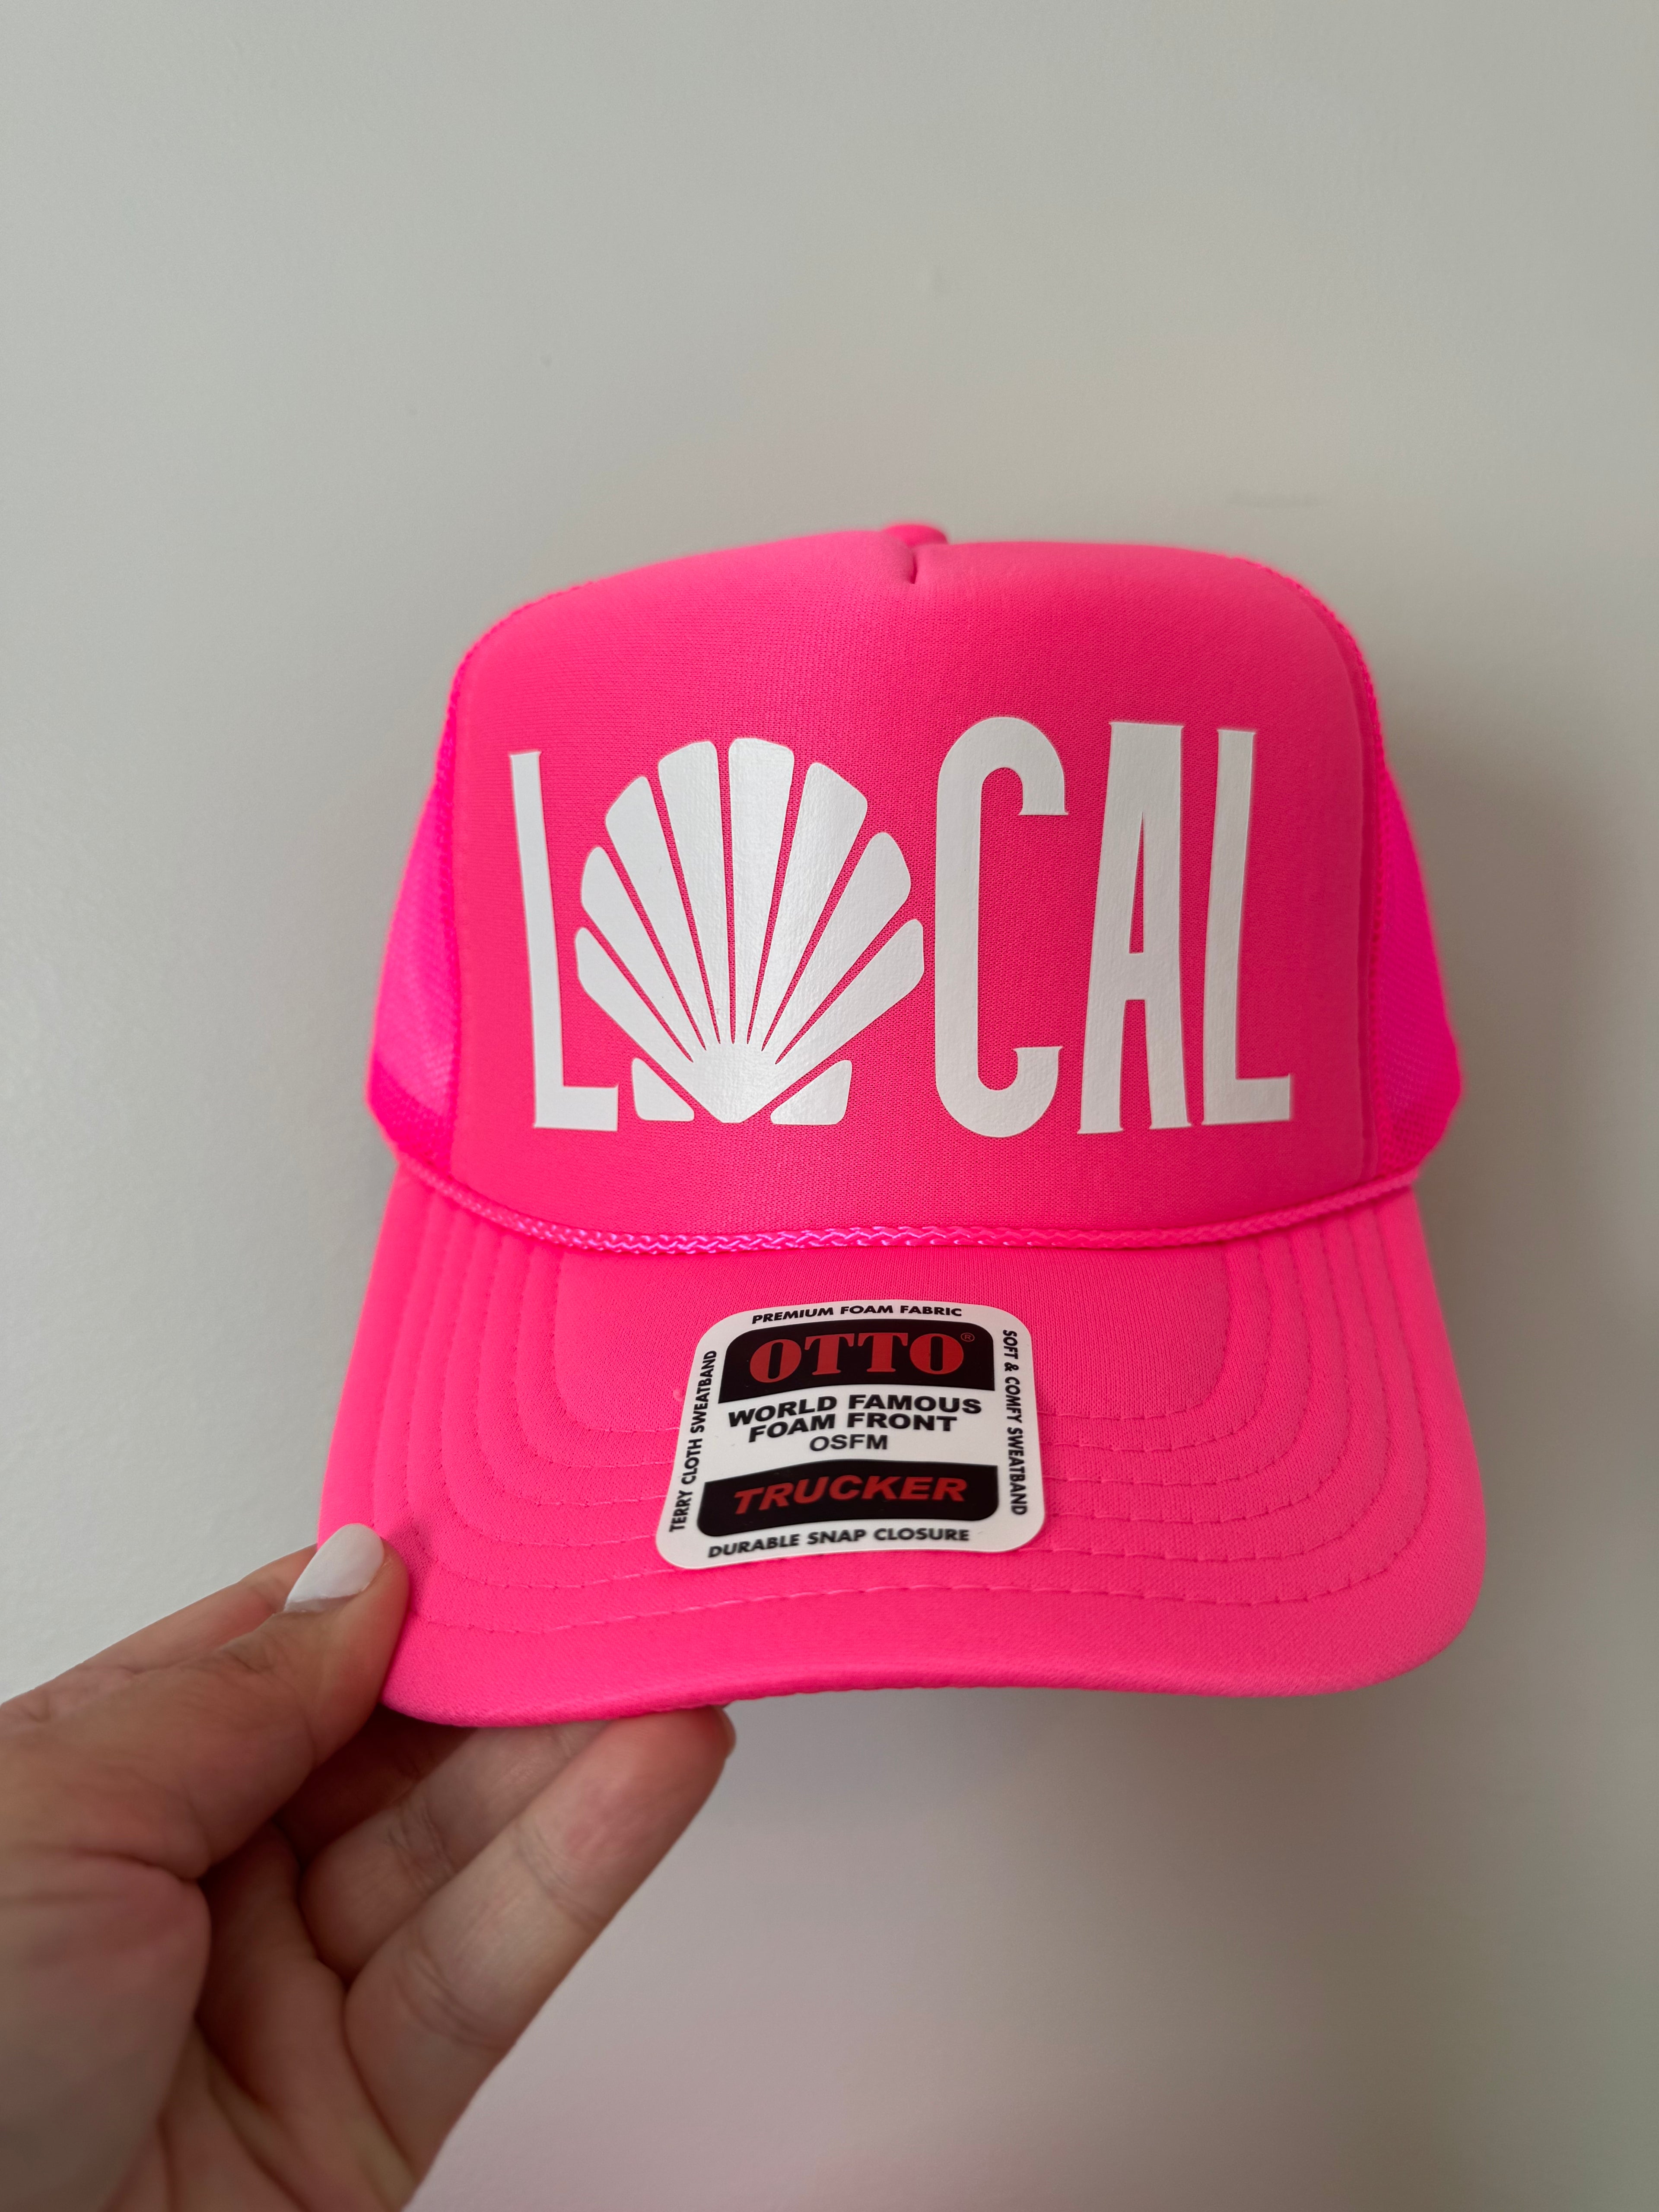 LOCAL
PREMIUM FOAM FABRIC
OTTO®
WORLD FAMOUS
FOAM FRONT
OSFM
TRUCKER
DURABLE SNAP CLOSURE
TERRY CLOTH SWEATBAND
SOFT & COMFY SWEATBAND